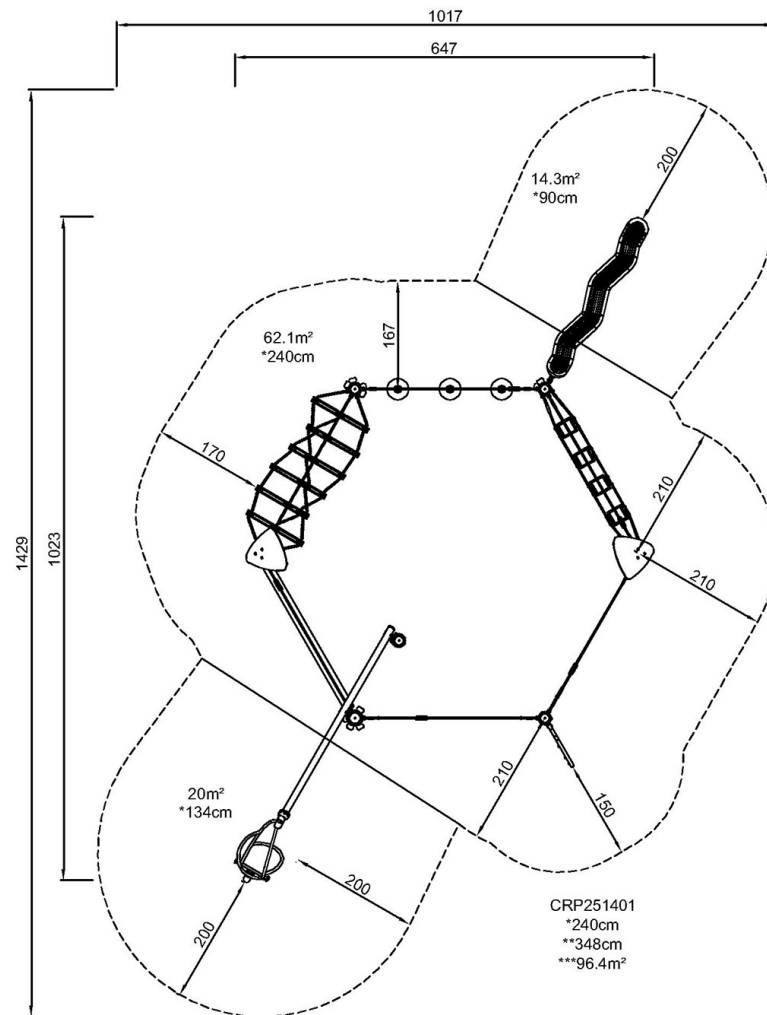 1017
647
200
14.3m²
*90cm
167
62.1m²
*240cm
170
210
210
1429
1023
20m²
*134cm
210
150
200
200
CRP251401
*240cm
**348cm
***96.4m²